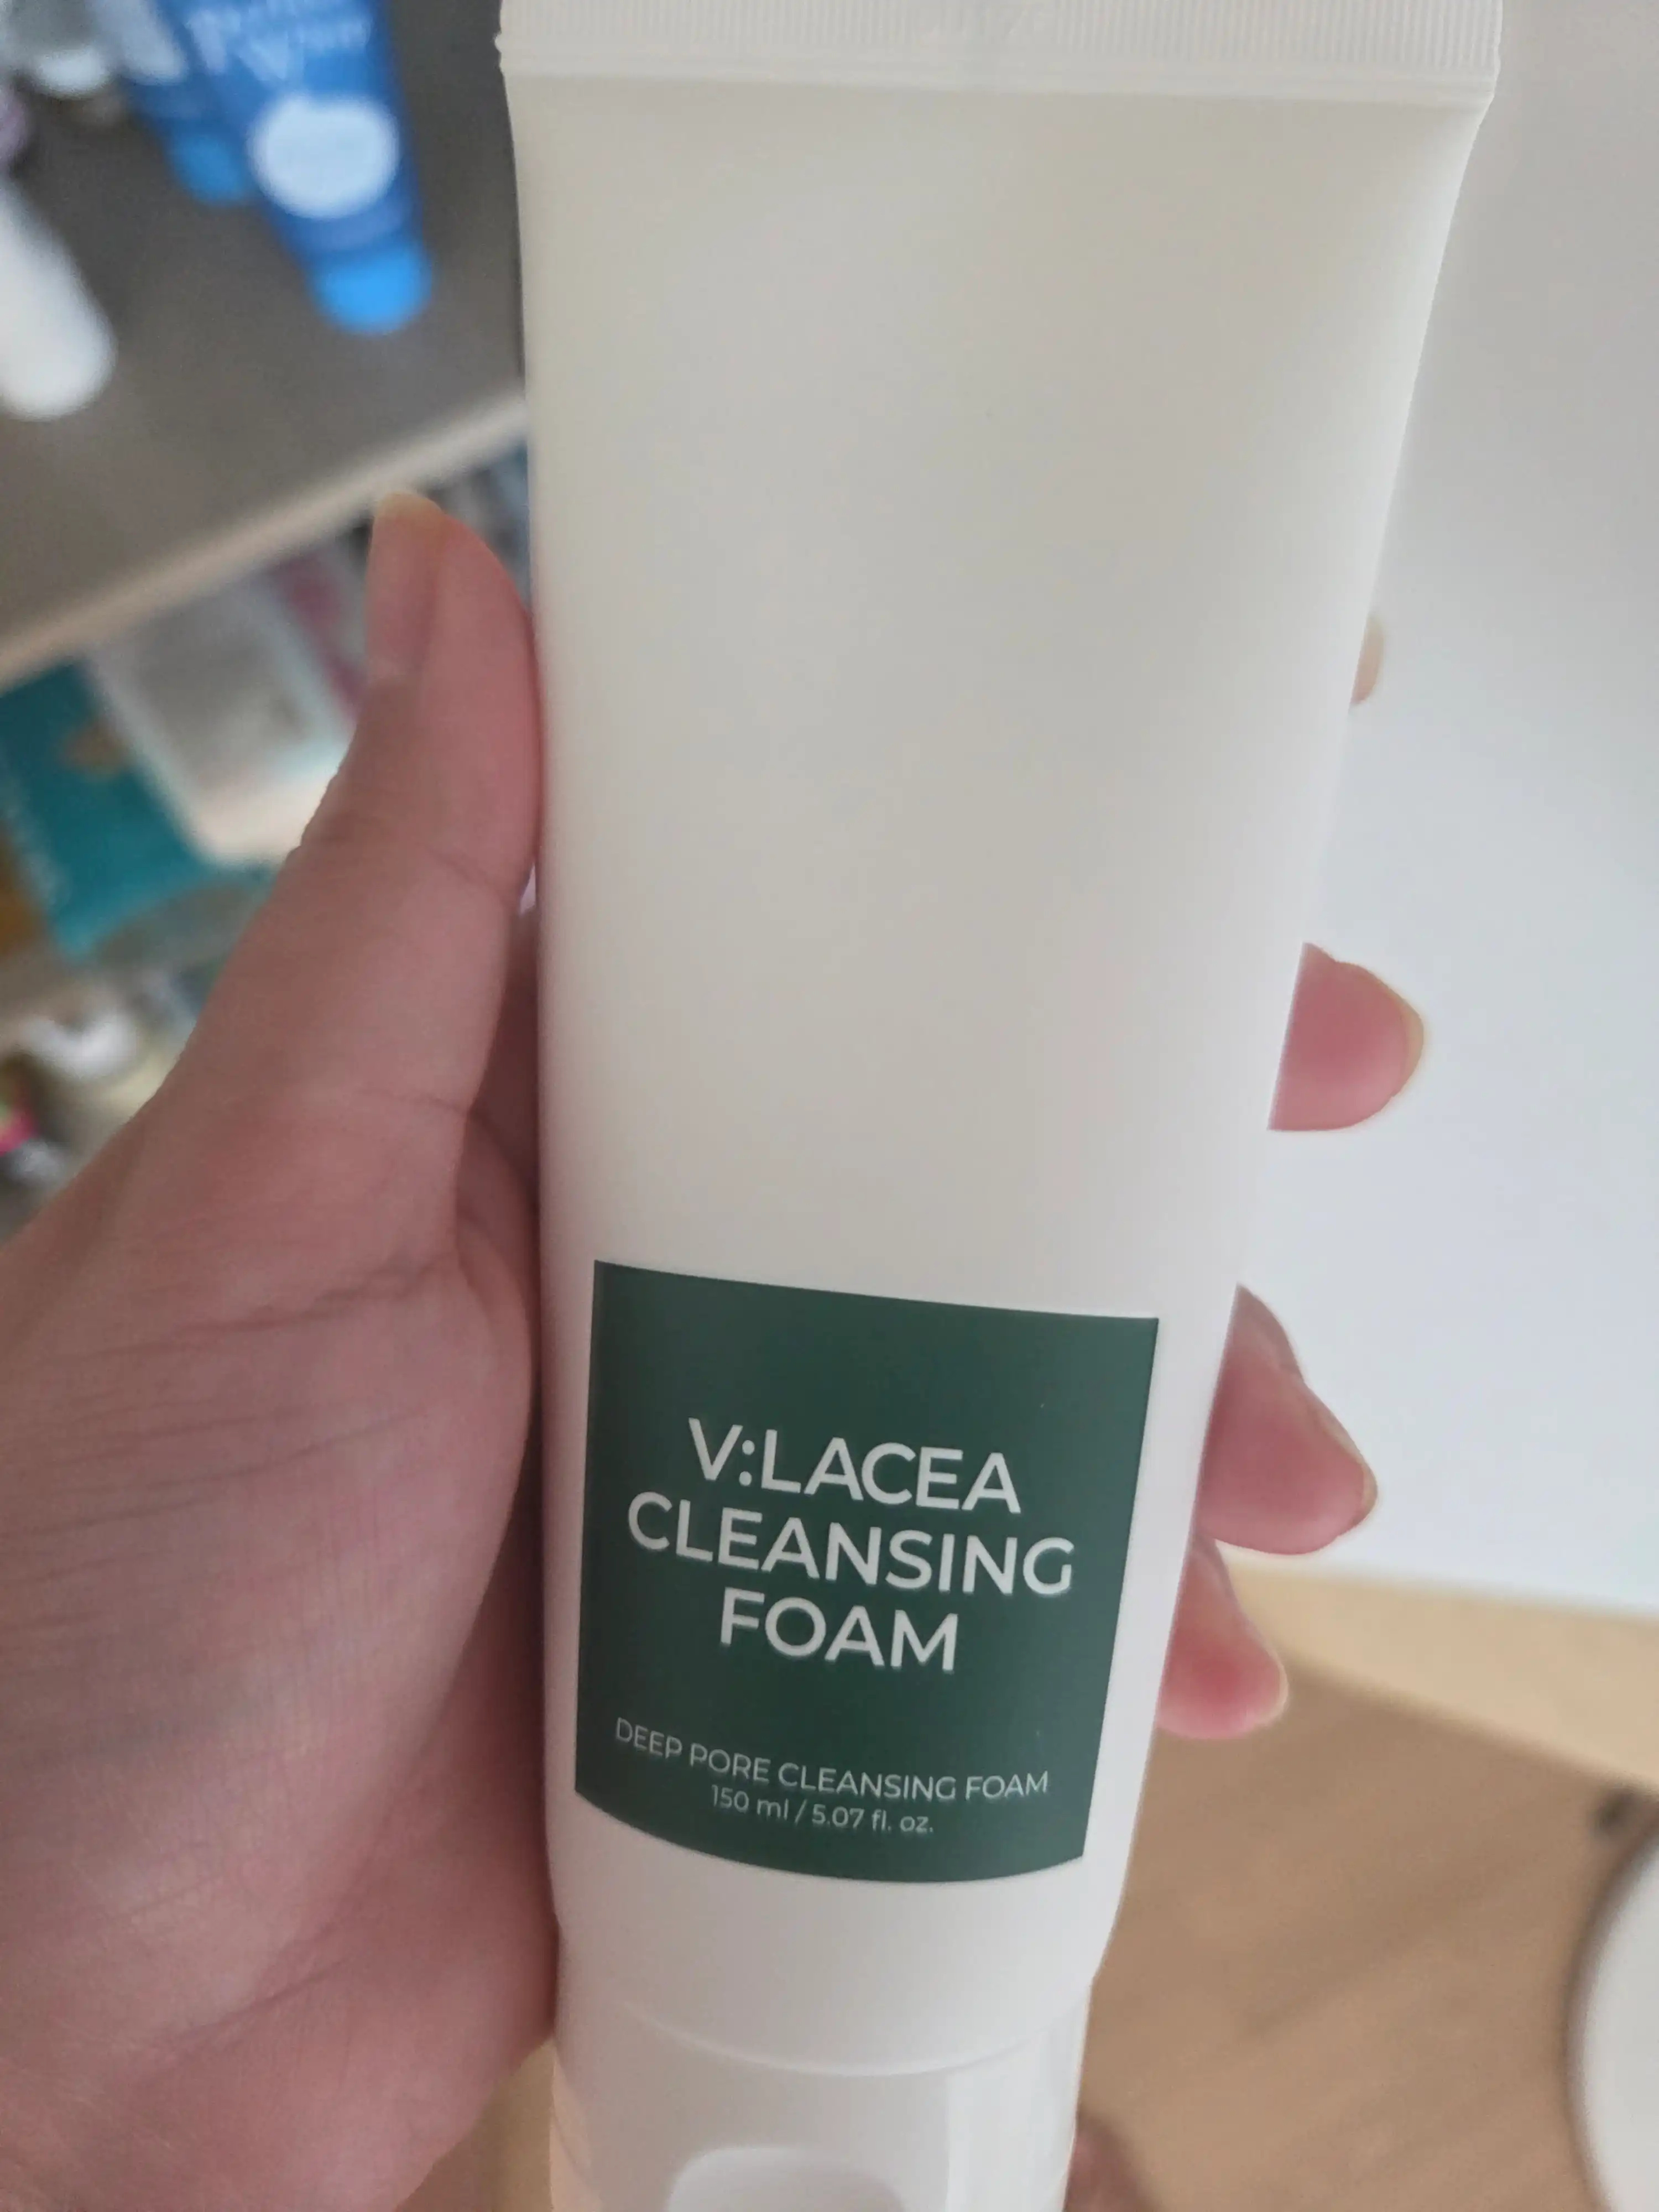 V:LACEA
CLEANSING
FOAM
DEEP PORE CLEANSING FOAM
150 ml / 5.07 fl. oz.